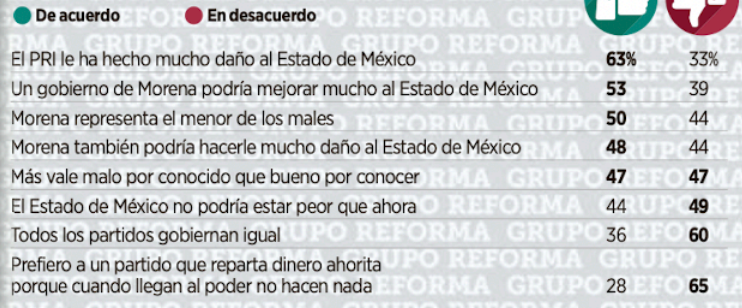 De acuerdo En desacuerdo
El PRI le ha hecho mucho daño al Estado de México 63% 33%
Un gobierno de Morena podría mejorar mucho al Estado de México 53 39
Morena representa el menor de los males 50 44
Morena también podría hacerle mucho daño al Estado de México 48 44
Más vale malo por conocido que bueno por conocer 47 47
El Estado de México no podría estar peor que ahora 44 49
Todos los partidos gobiernan igual 36 60
Prefiero a un partido que reparta dinero ahorita
porque cuando llegan al poder no hacen nada 28 65
GRUPO REFORMA